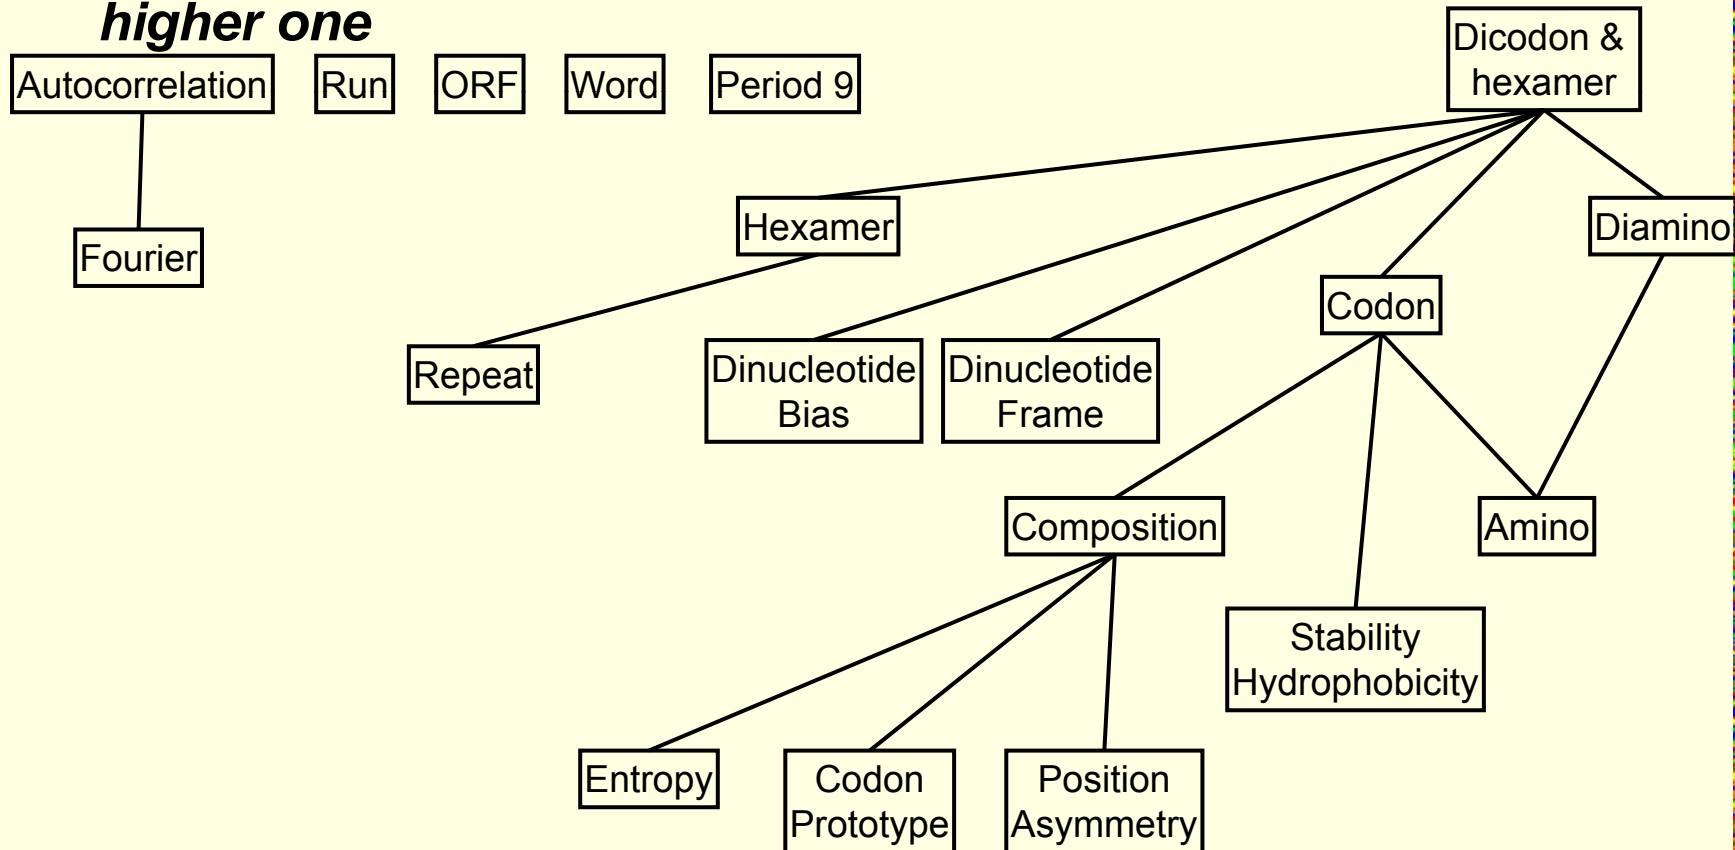 higher one
Autocorrelation
Run
ORF
Word
Period 9
Dicodon &
hexamer
Fourier
Hexamer
Diamino
Codon
Repeat
Dinucleotide
Bias
Dinucleotide
Frame
Composition
Amino
Stability
Hydrophobicity
Entropy
Codon
Prototype
Position
Asymmetry